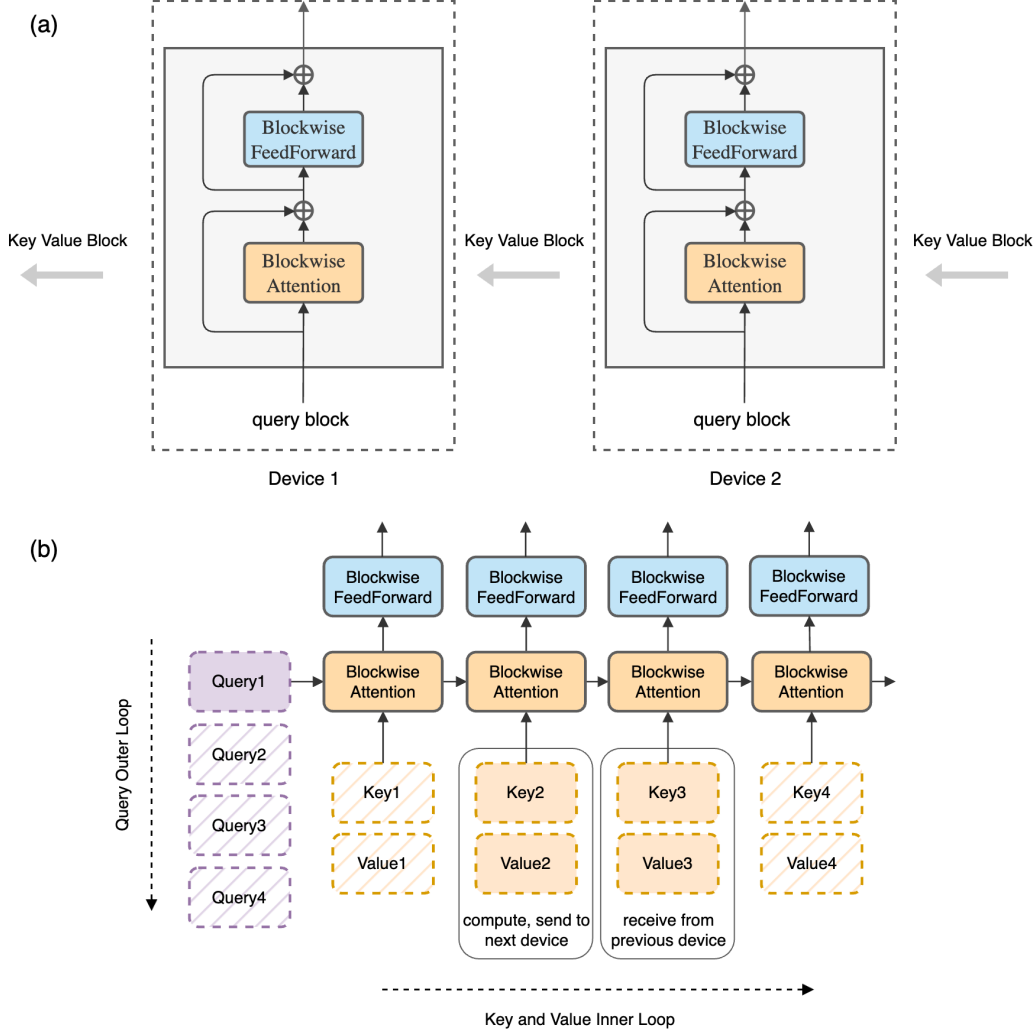 (a)
Blockwise
FeedForward
Blockwise
FeedForward
Key Value Block
Key Value Block
Key Value Block
Blockwise
Attention
Blockwise
Attention
query block
query block
Device 1
Device 2
(b)
Blockwise
FeedForward
Blockwise
FeedForward
Blockwise
FeedForward
Blockwise
FeedForward
Query Outer Loop
Query1
Blockwise
Attention
Blockwise
Attention
Blockwise
Attention
Blockwise
Attention
Query2
Query3
Query4
Key1
Key2
Key3
Key4
Value1
Value2
Value3
Value4
compute, send to
next device
receive from
previous device
Key and Value Inner Loop